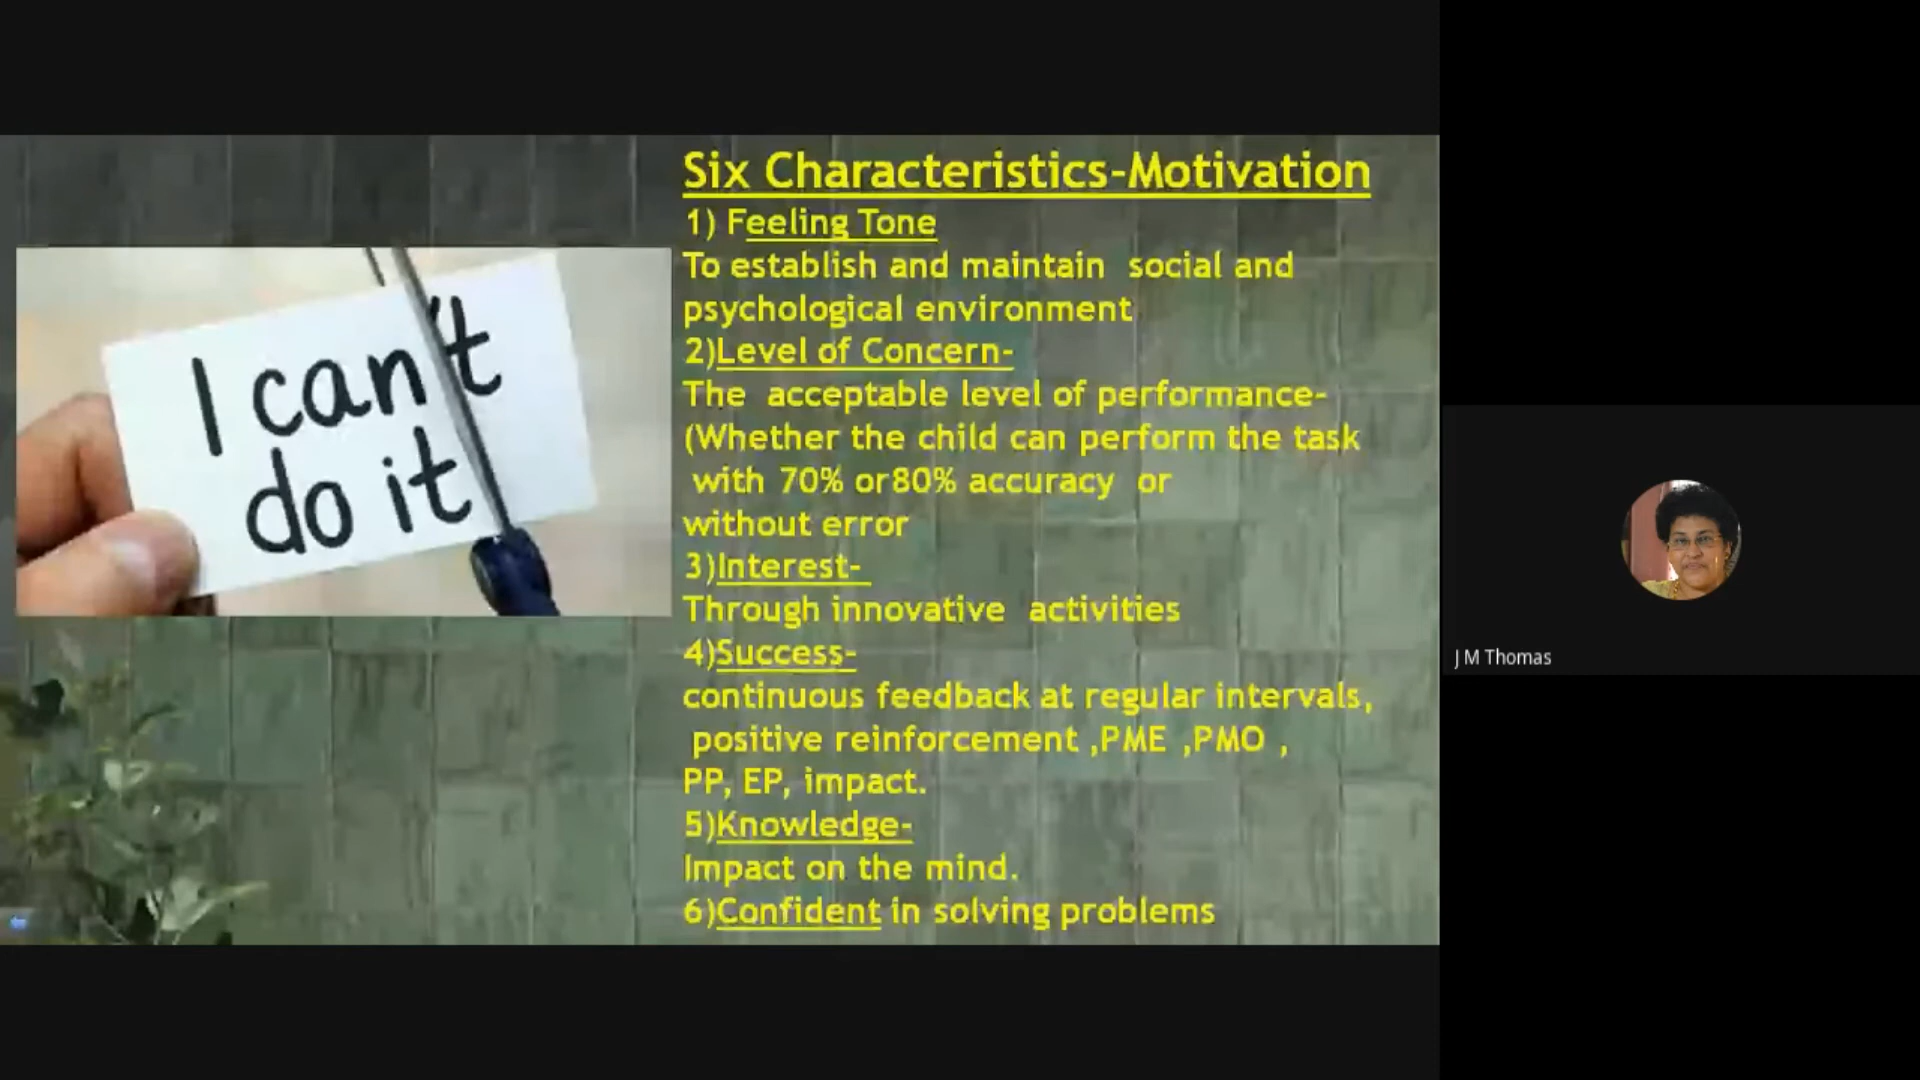 Six Characteristics-Motivation
1) Feeling Tone
To establish and maintain social and
psychological environment
2)Level of Concern-
The acceptable level of performance-
(Whether the child can perform the task
with 70% or80% accuracy or
without error
3)Interest-
Through innovative activities
4)Success-
continuous feedback at regular intervals,
positive reinforcement ,PME ,PMO ,
PP, EP, impact.
5)Knowledge-
Impact on the mind.
6)Confident in solving problems
I can't
do it
J M Thomas